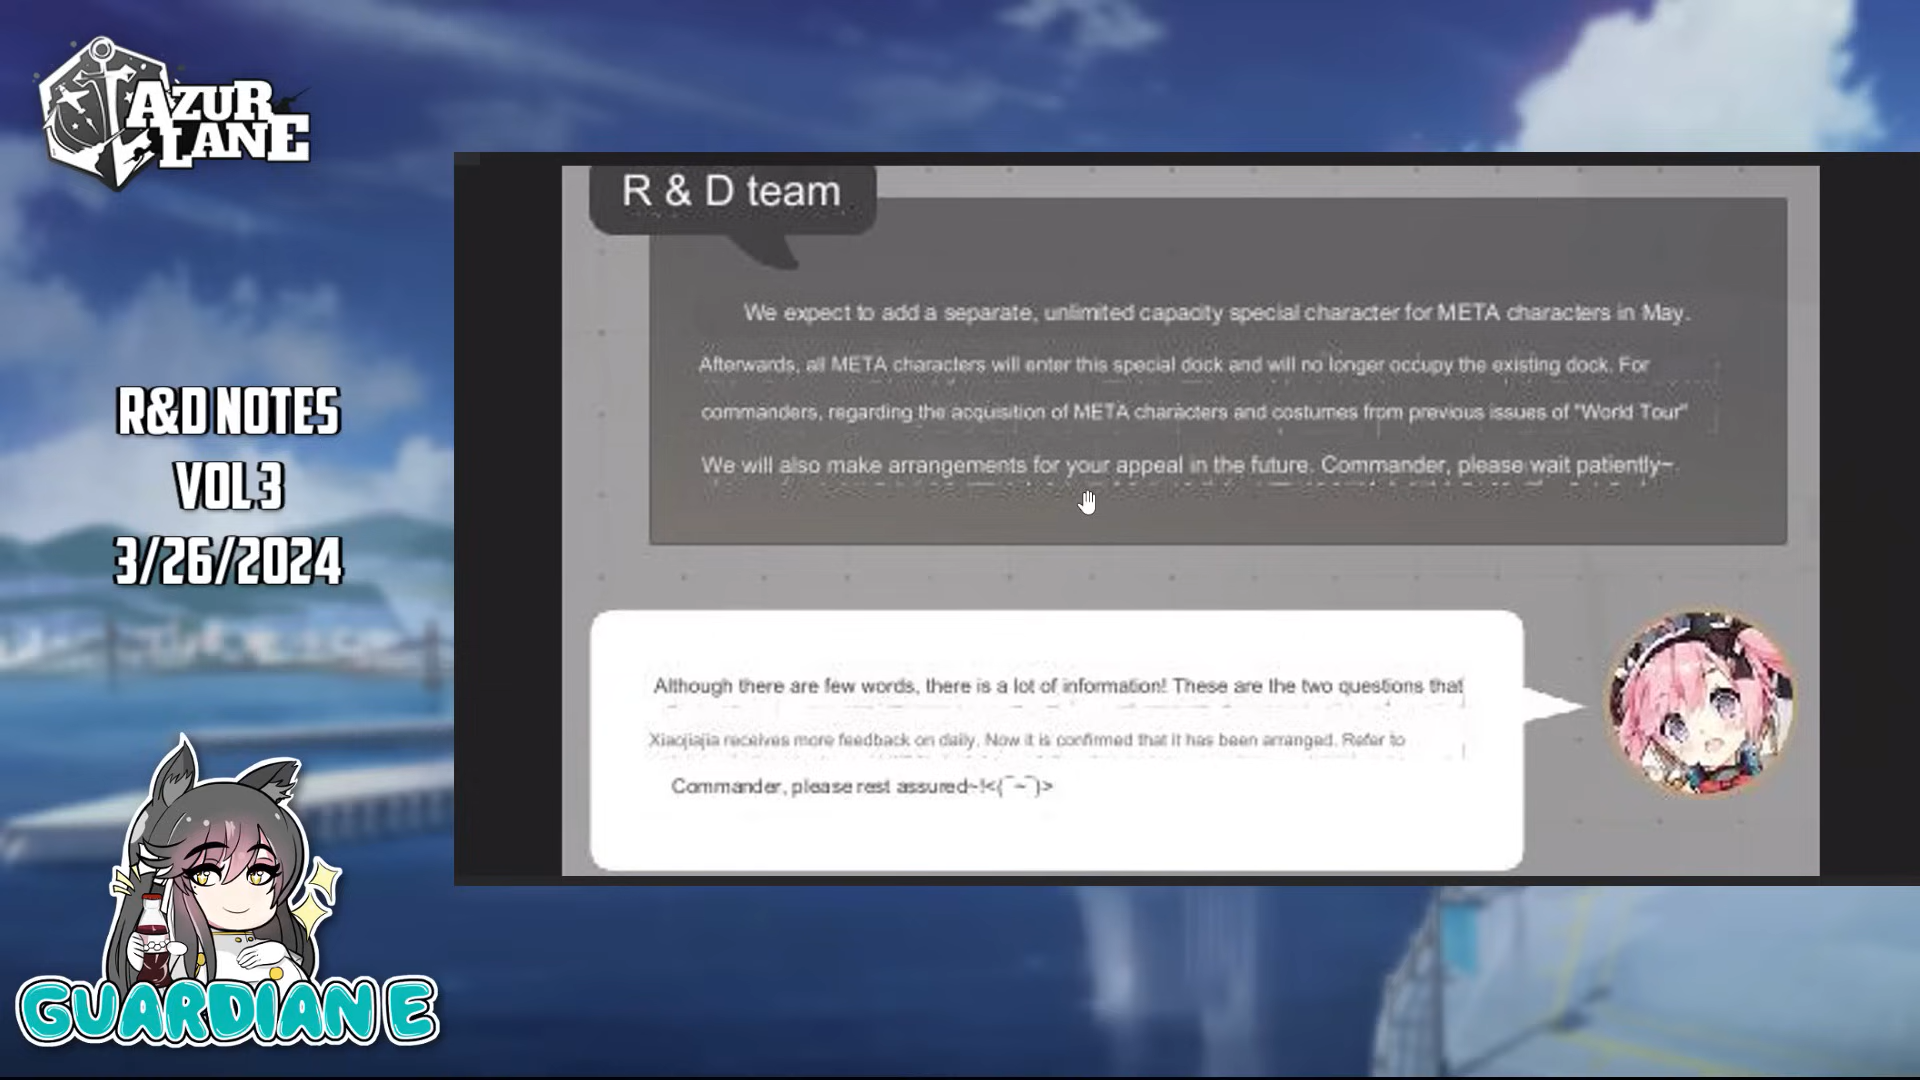 AZUR
LANE
R&D NOTES
VOL 3
3/26/2024
R & D team
We expect to add a separate, unlimited capacity special character for META characters in May.
Afterwards, all META characters will enter this special dock and will no longer occupy the existing dock. For
commanders, regarding the acquisition of META characters and costumes from previous issues of "World Tour"
We will also make arrangements for your appeal in the future. Commander, please wait patiently~
Although there are few words, there is a lot of information! These are the two questions that
Xiaojiajia receives more feedback on daily. Now it is confirmed that it has been arranged. Refer to
Commander, please rest assured~!<(¯ ~ ¯)>
GUARDIAN E